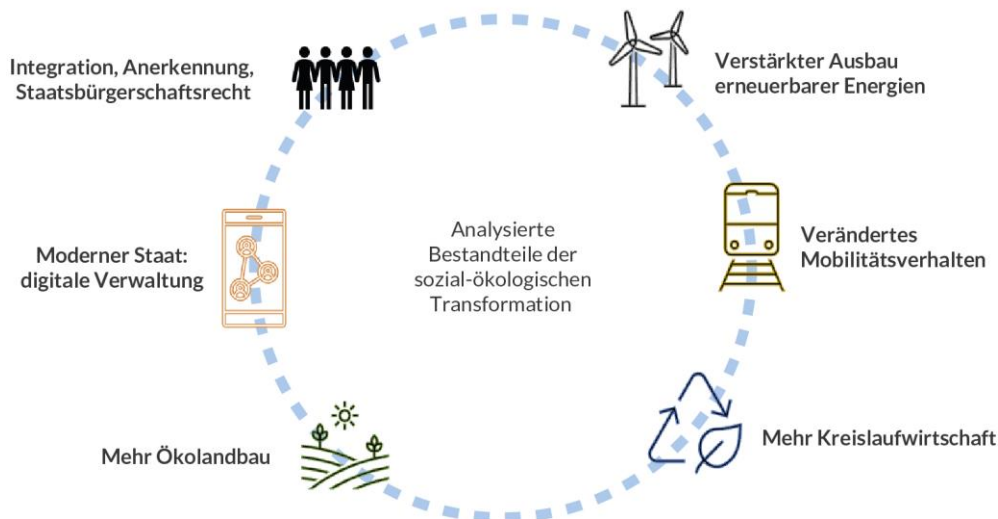 Integration, Anerkennung,
Staatsbürgerschaftsrecht
Verstärkter Ausbau
erneuerbarer Energien
Moderner Staat:
digitale Verwaltung
Analysierte
Bestandteile der
sozial-ökologischen
Transformation
Verändertes
Mobilitätsverhalten
Mehr Ökolandbau
Mehr Kreislaufwirtschaft